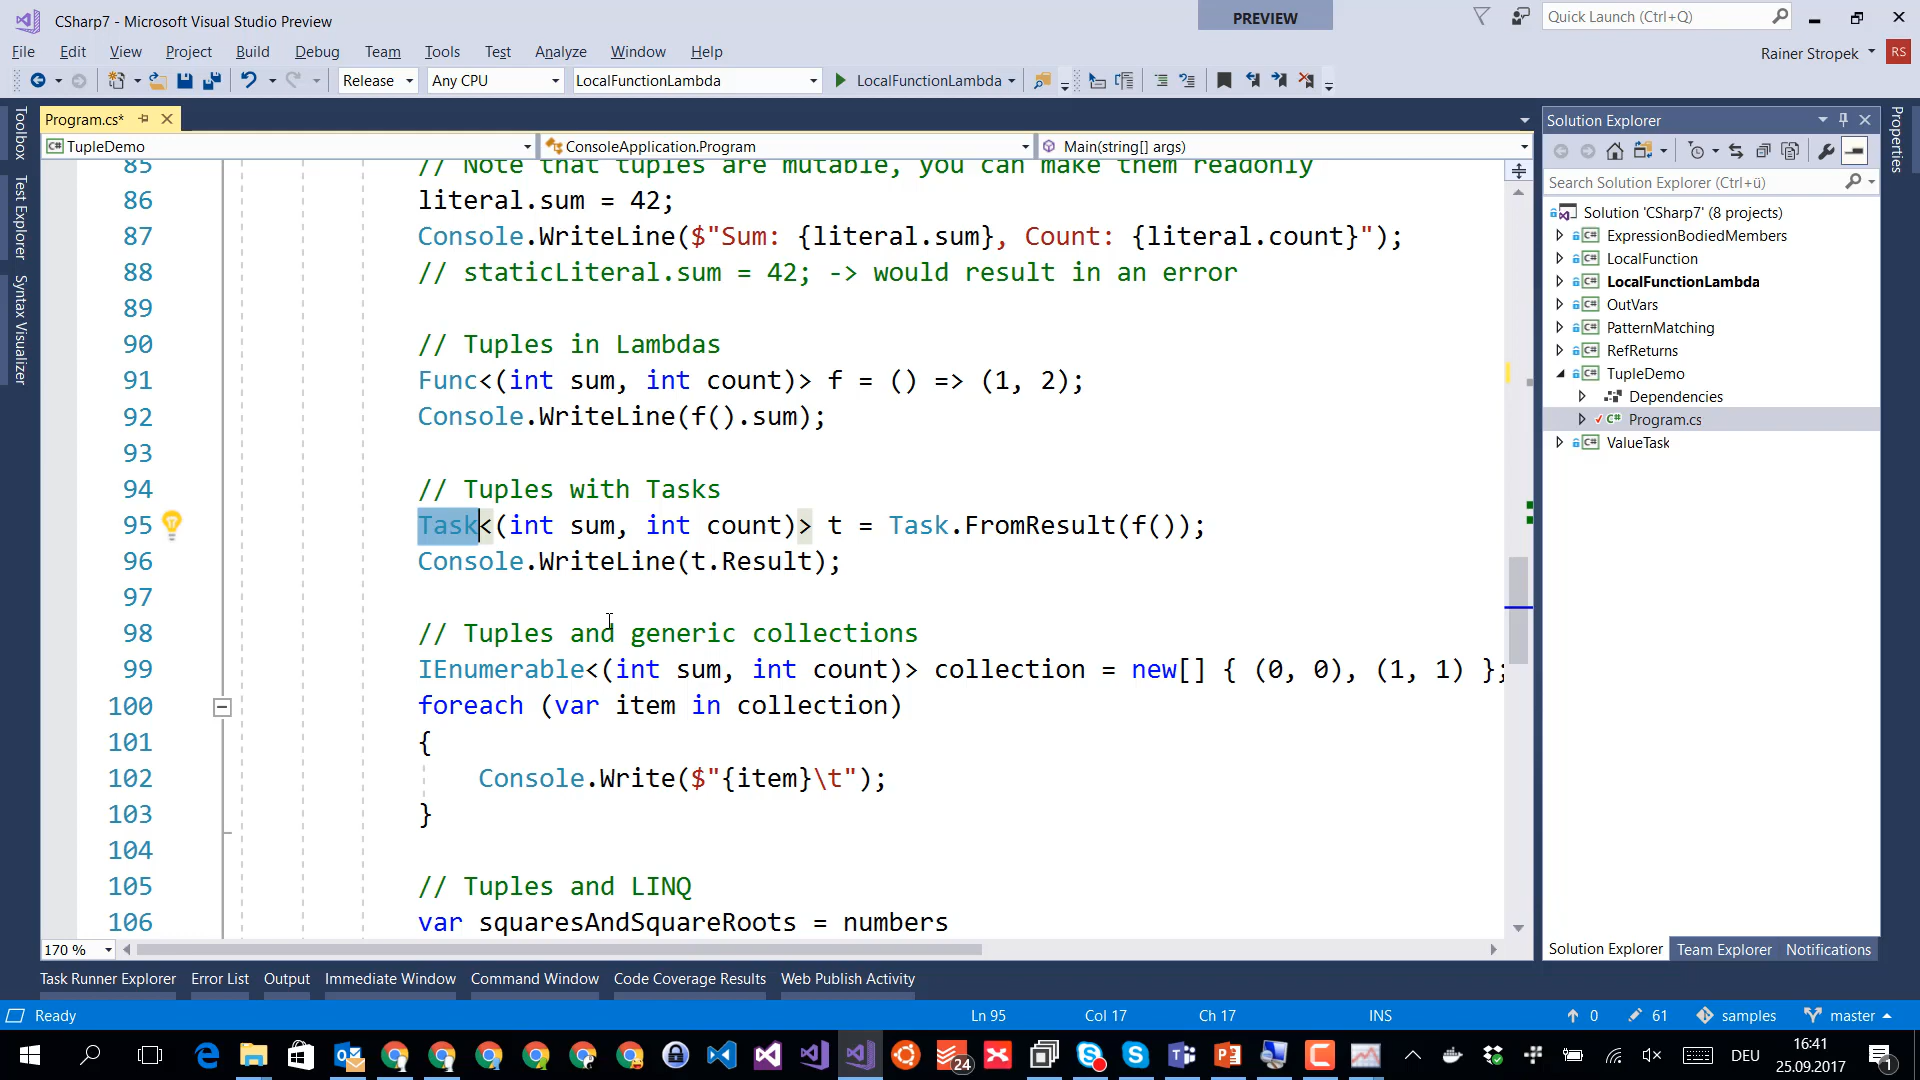 CSharp7 - Microsoft Visual Studio Preview
PREVIEW
Quick Launch (Ctrl+Q)
File Edit View Project Build Debug Team Tools Test Analyze Window Help
Rainer Stropek
RS
Release Any CPU LocalFunctionLambda LocalFunctionLambda
Toolbox
Test Explorer
Syntax Visualizer
Program.cs*
TupleDemo ConsoleApplication.Program Main(string[] args)
85 // Note that tuples are mutable, you can make them readonly
86 literal.sum = 42;
87 Console.WriteLine($"Sum: {literal.sum}, Count: {literal.count}");
88 // staticLiteral.sum = 42; -> would result in an error
89
90 // Tuples in Lambdas
91 Func<(int sum, int count)> f = () => (1, 2);
92 Console.WriteLine(f().sum);
93
94 // Tuples with Tasks
95 Task<(int sum, int count)> t = Task.FromResult(f());
96 Console.WriteLine(t.Result);
97
98 // Tuples and generic collections
99 IEnumerable<(int sum, int count)> collection = new[] { (0, 0), (1, 1) };
100 foreach (var item in collection)
101 {
102 Console.Write($"{item}\t");
103 }
104
105 // Tuples and LINQ
106 var squaresAndSquareRoots = numbers
170 %
Solution Explorer
Search Solution Explorer (Ctrl+ü)
Solution 'CSharp7' (8 projects)
C# ExpressionBodiedMembers
C# LocalFunction
C# LocalFunctionLambda
C# OutVars
C# PatternMatching
C# RefReturns
C# TupleDemo
Dependencies
C# Program.cs
C# ValueTask
Solution Explorer Team Explorer Notifications
Properties
Task Runner Explorer Error List Output Immediate Window Command Window Code Coverage Results Web Publish Activity
Ready Ln 95 Col 17 Ch 17 INS 0 61 samples master
24
DEU
16:41
25.09.2017
1